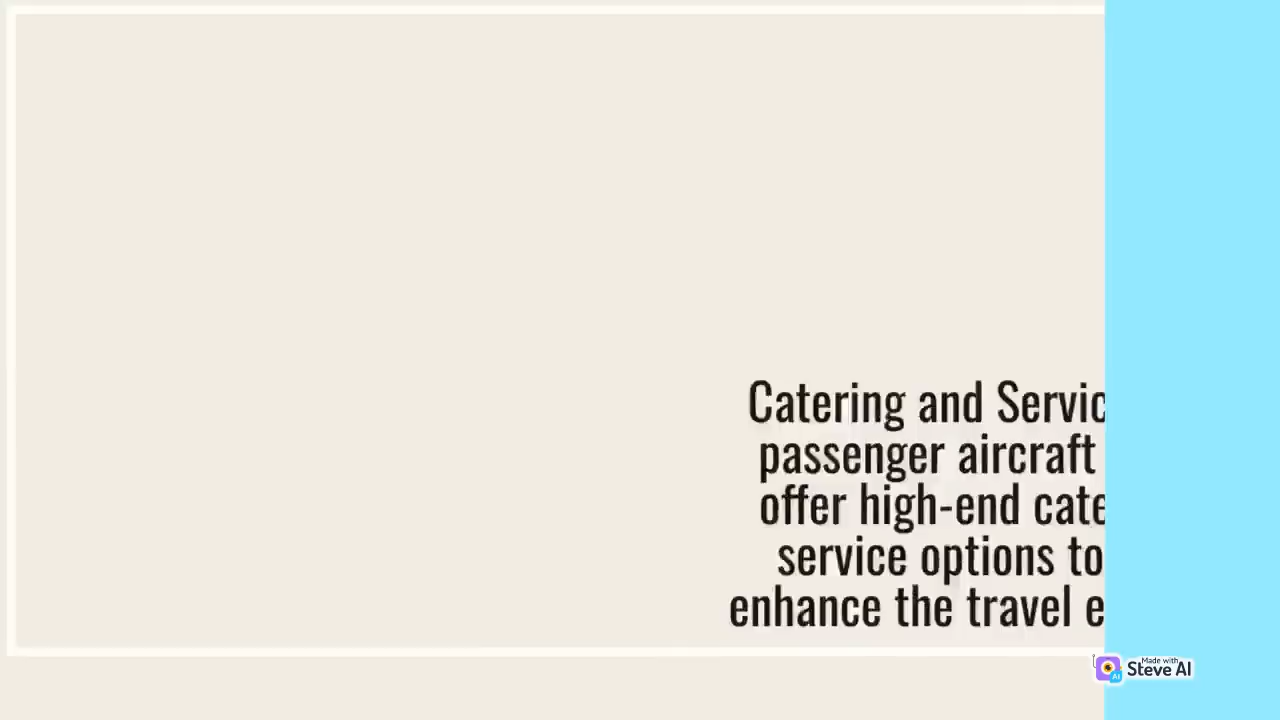 Catering and Servic
passenger aircraft
offer high-end cate
service options to
enhance the travel e
Made with
Steve AI
AI